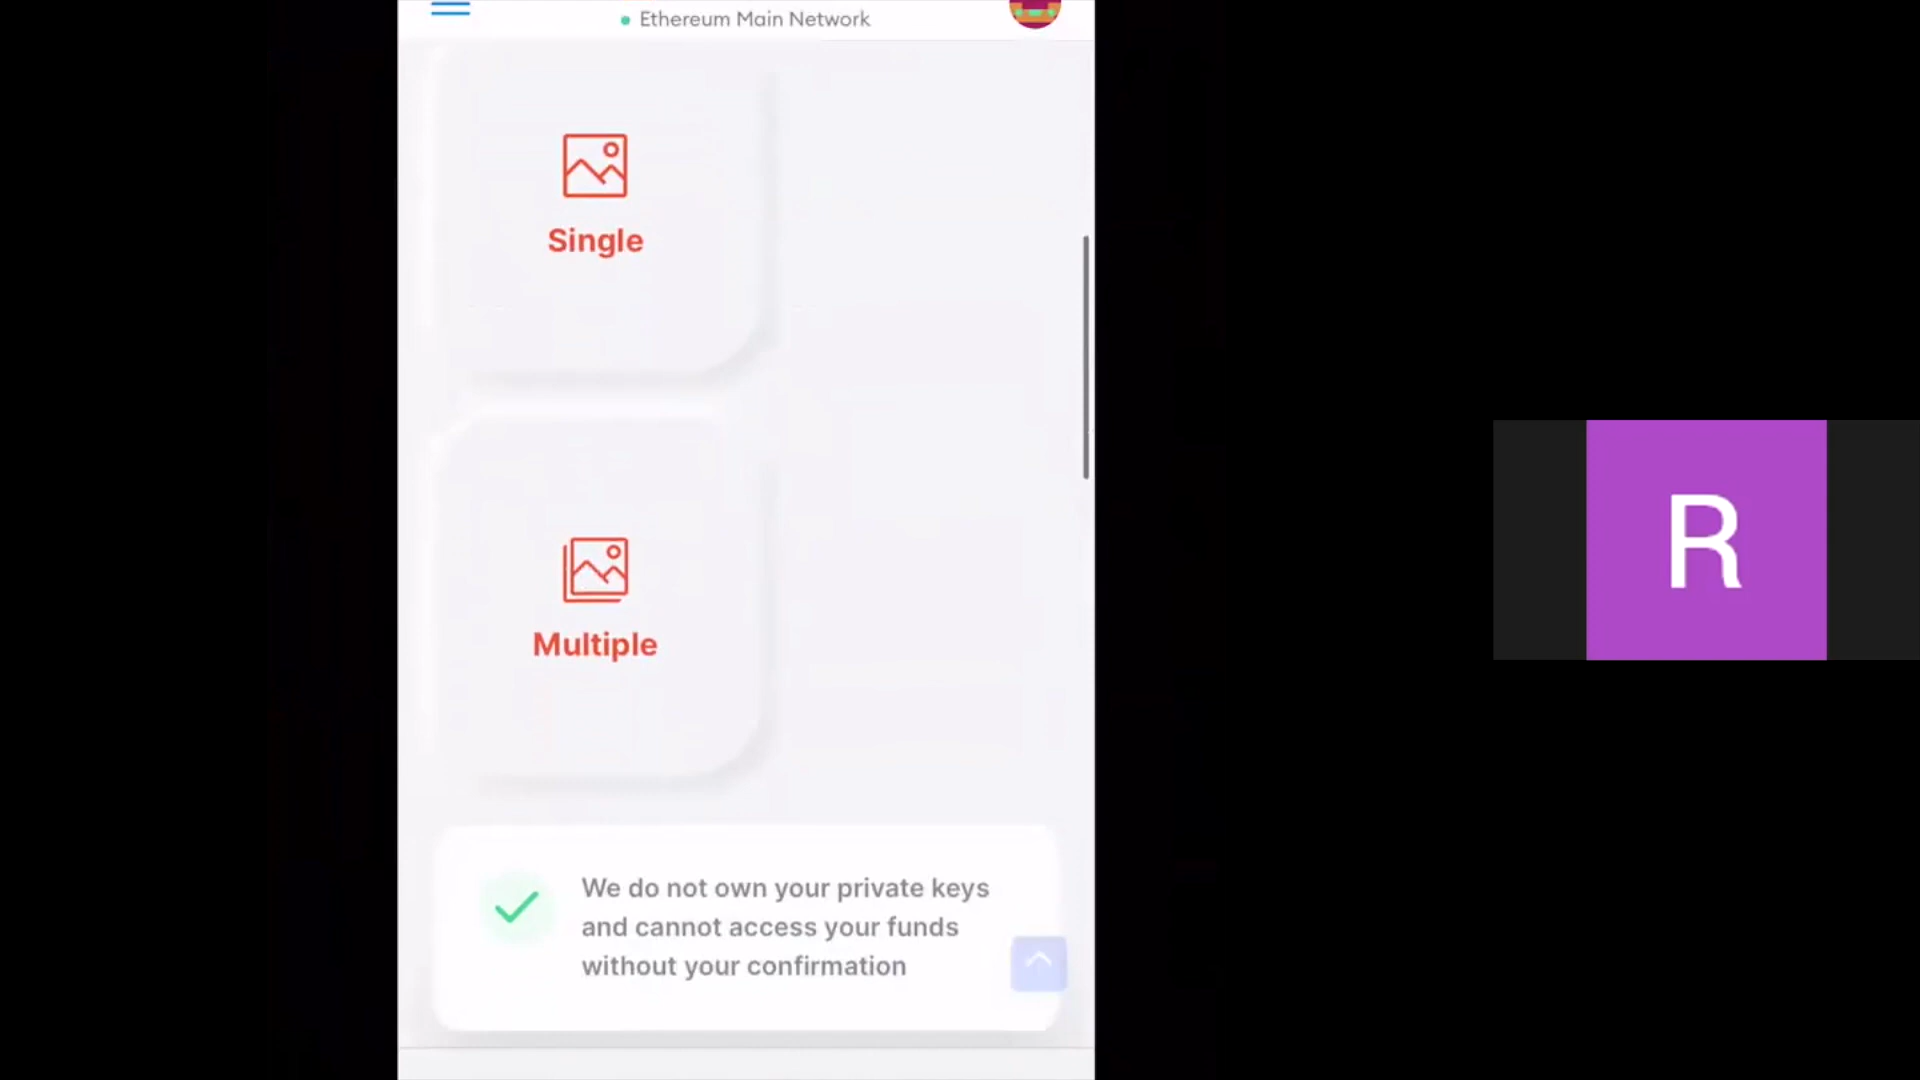 Ethereum Main Network
Single
Multiple
We do not own your private keys
and cannot access your funds
without your confirmation
R